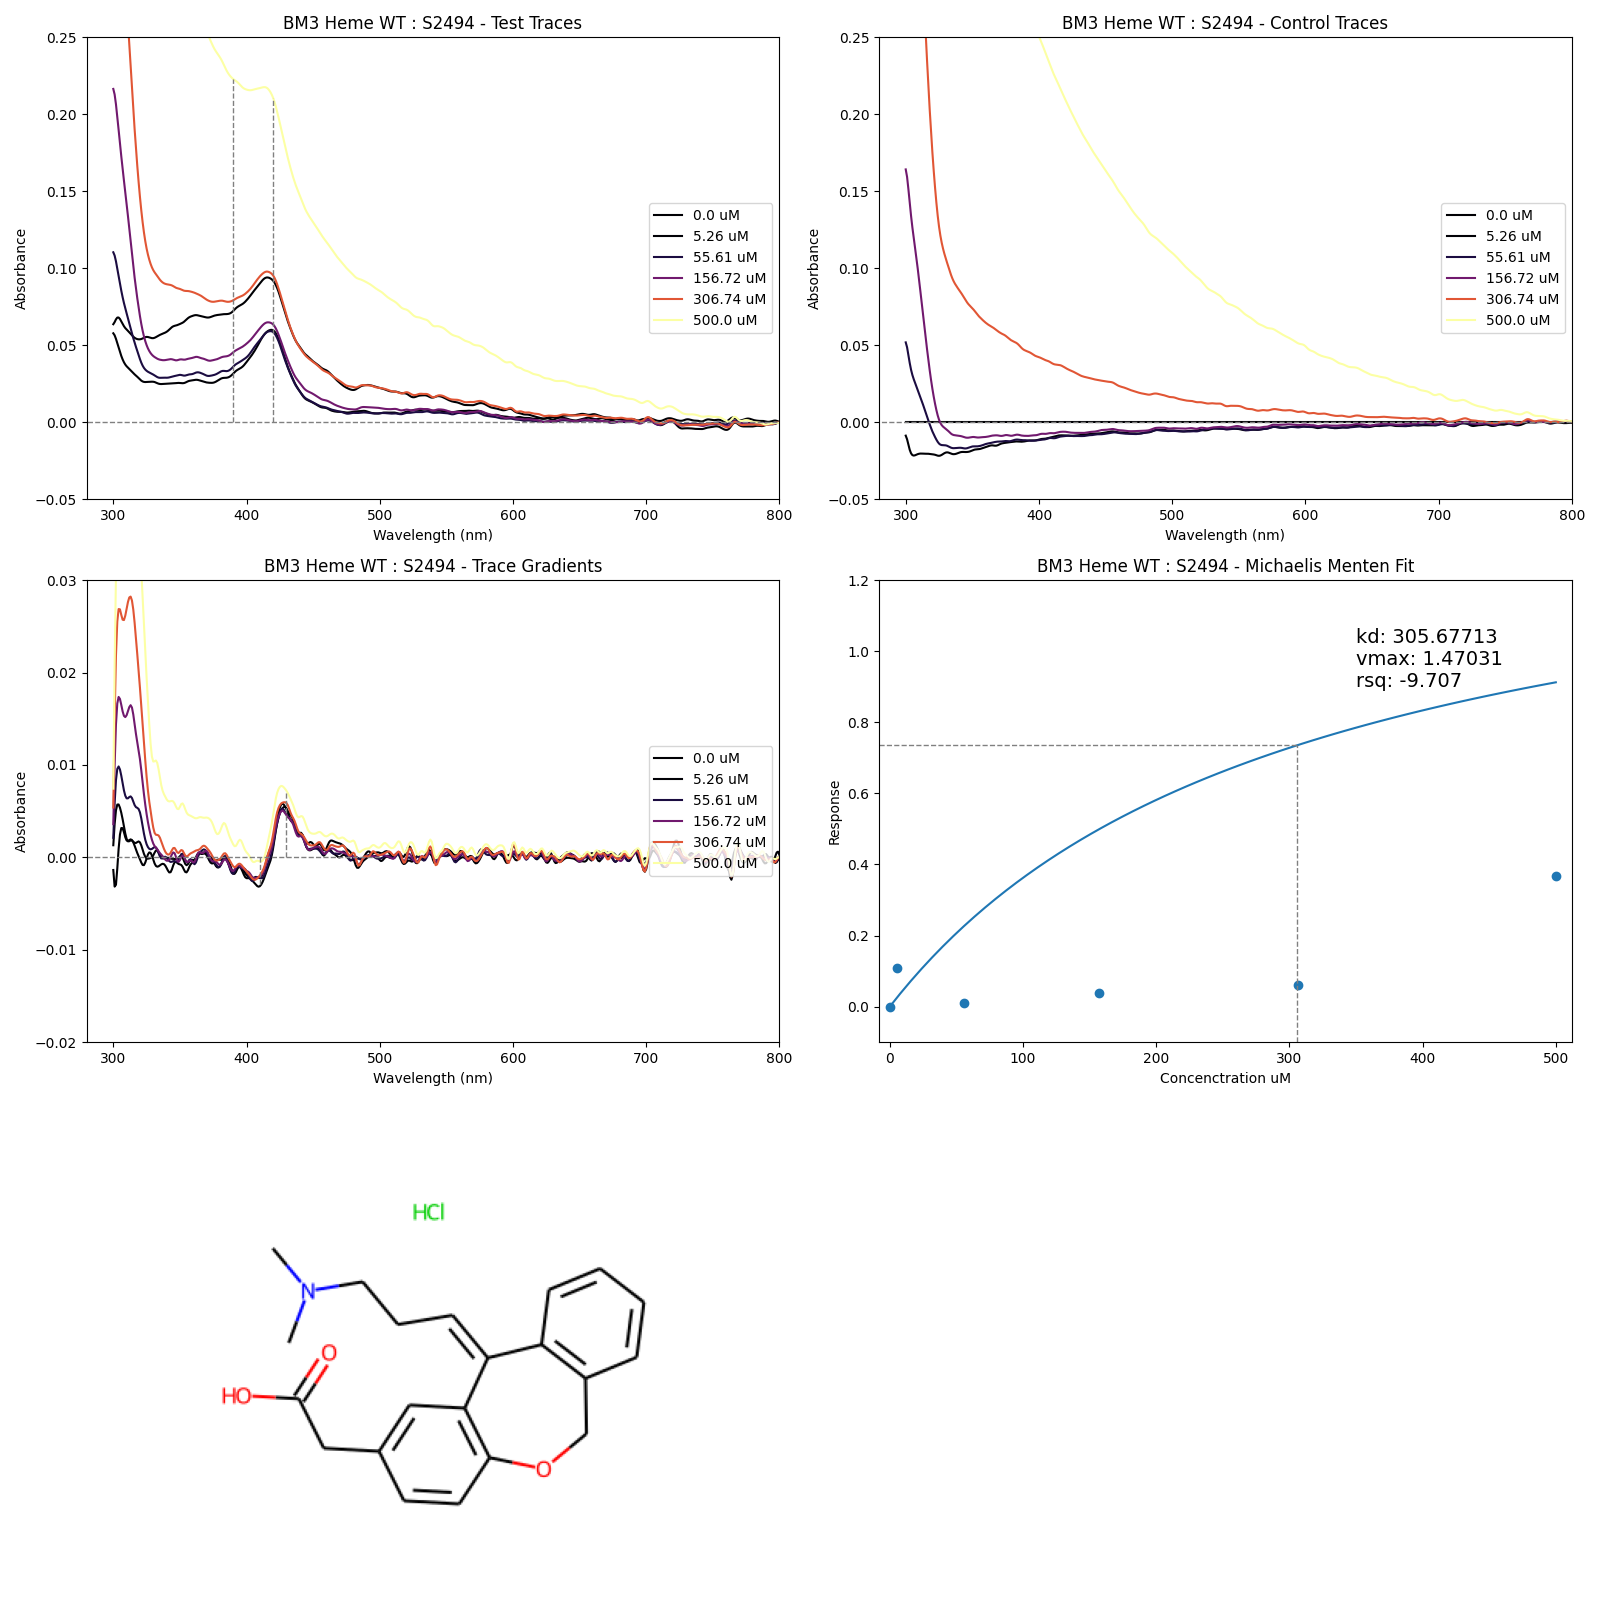 BM3 Heme WT : S2494 - Test Traces
0.25
0.20
0.15
0.10
0.05
0.00
−0.05
Absorbance
0.0 uM
5.26 uM
55.61 uM
156.72 uM
306.74 uM
500.0 uM
300 400 500 600 700 800
Wavelength (nm)
BM3 Heme WT : S2494 - Control Traces
0.25
0.20
0.15
0.10
0.05
0.00
−0.05
Absorbance
0.0 uM
5.26 uM
55.61 uM
156.72 uM
306.74 uM
500.0 uM
300 400 500 600 700 800
Wavelength (nm)
BM3 Heme WT : S2494 - Trace Gradients
0.03
0.02
0.01
0.00
−0.01
−0.02
Absorbance
0.0 uM
5.26 uM
55.61 uM
156.72 uM
306.74 uM
500.0 uM
300 400 500 600 700 800
Wavelength (nm)
BM3 Heme WT : S2494 - Michaelis Menten Fit
1.2
1.0
0.8
0.6
0.4
0.2
0.0
Response
kd: 305.67713
vmax: 1.47031
rsq: -9.707
0 100 200 300 400 500
Concenctration uM
HCl
N
O
HO
O